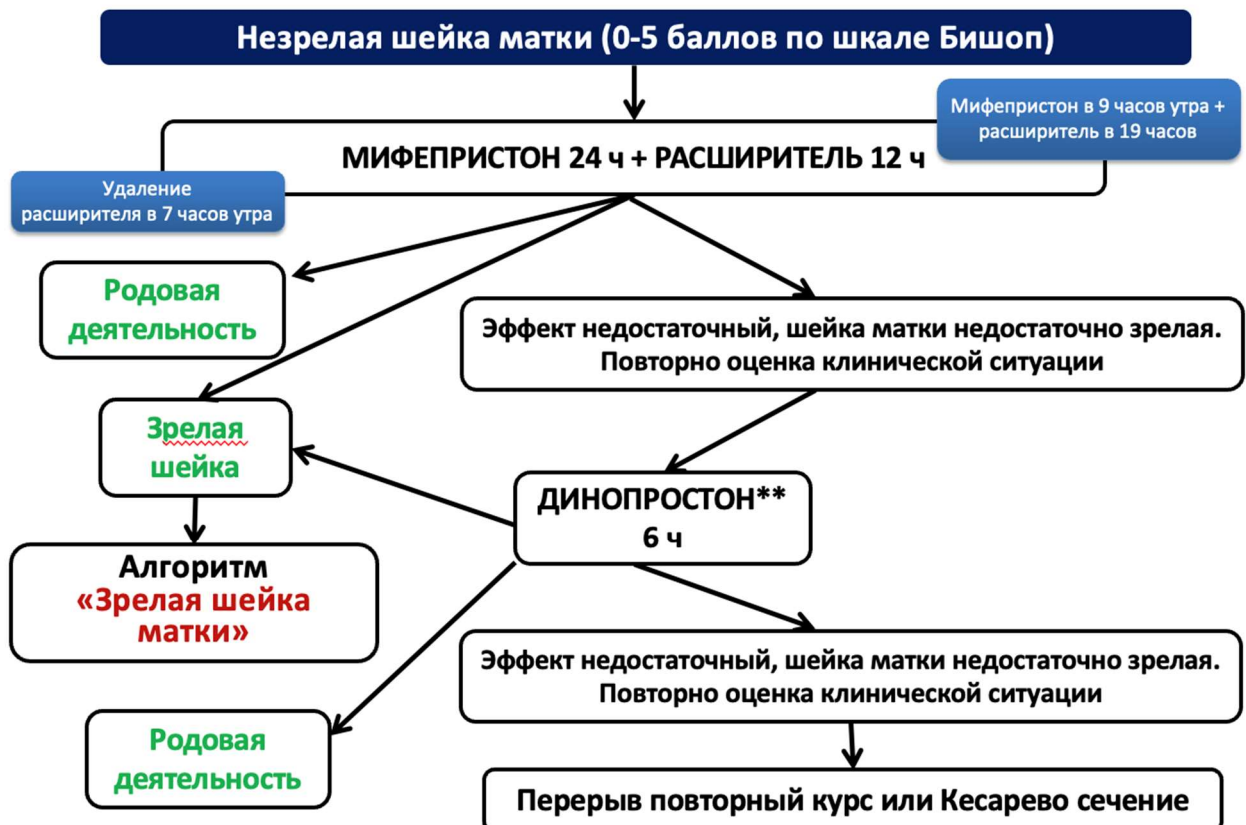 Незрелая шейка матки (0-5 баллов по шкале Бишоп)
Мифепристон в 9 часов утра +
расширитель в 19 часов
МИФЕПРИСТОН 24 ч + РАСШИРИТЕЛЬ 12 ч
Удаление
расширителя в 7 часов утра
Родовая
деятельность
Эффект недостаточный, шейка матки недостаточно зрелая.
Повторно оценка клинической ситуации
Зрелая
шейка
ДИНОПРОСТОН**
6 ч
Алгоритм
«Зрелая шейка
матки»
Эффект недостаточный, шейка матки недостаточно зрелая.
Повторно оценка клинической ситуации
Родовая
деятельность
Перерыв повторный курс или Кесарево сечение